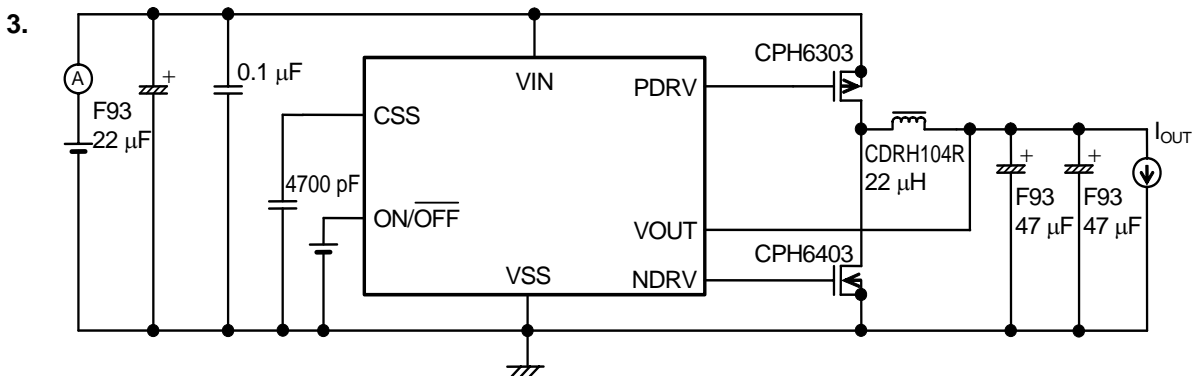 3.
A
F93
22 μF
0.1 μF
4700 pF
VIN
CSS
ON/OFF
VSS
PDRV
VOUT
NDRV
CPH6303
CDRH104R
22 μH
CPH6403
+
+
F93
47 μF
+
F93
47 μF
I_OUT